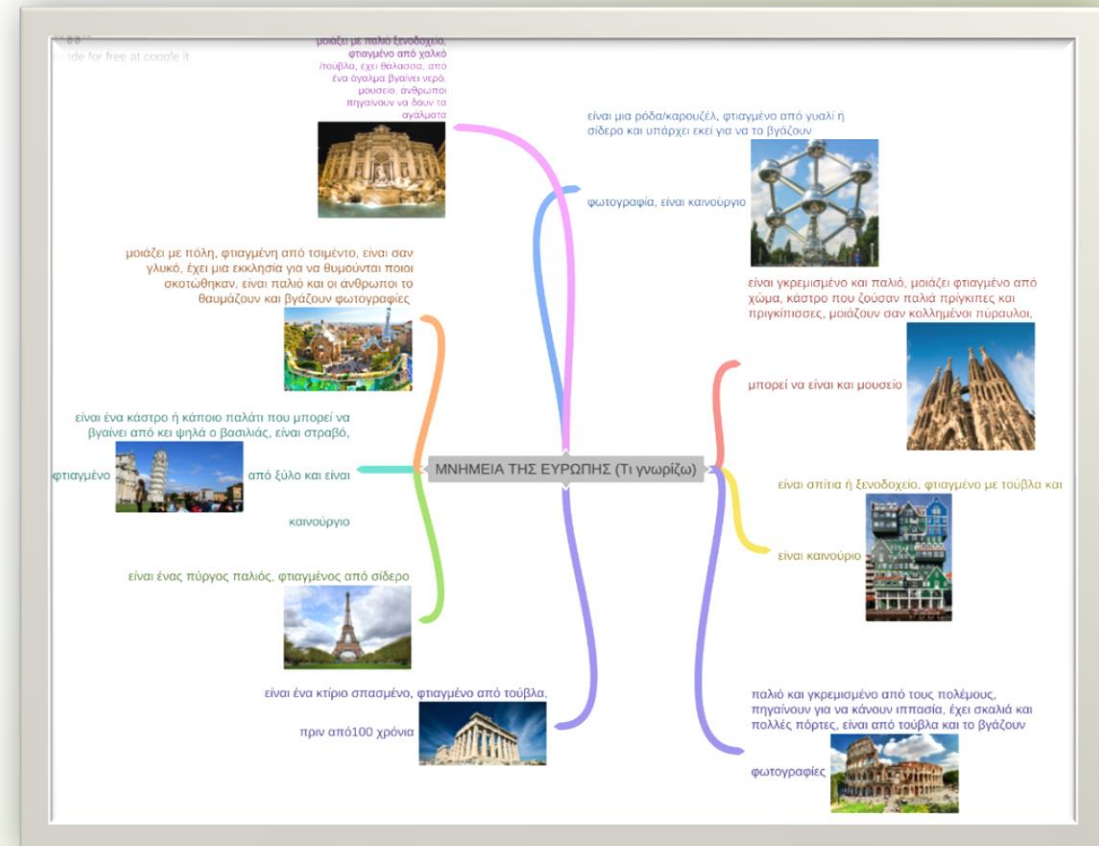 made for free at coggle.it
μοιάζει με παλιό ξενοδοχείο,
φτιαγμένο από χαλκό
/τούβλα, έχει θάλασσα, από
ένα άγαλμα βγαίνει νερό,
μουσείο, άνθρωποι
πηγαίνουν να δουν τα
αγάλματα
είναι μια ρόδα/καρουζέλ, φτιαγμένο από γυαλί ή
σίδερο και υπάρχει εκεί για να το βγάζουν
φωτογραφία, είναι καινούργιο
μοιάζει με πόλη, φτιαγμένη από τσιμέντο, είναι σαν
γλυκό, έχει μια εκκλησία για να θυμούνται ποιοι
σκοτώθηκαν, είναι παλιό και οι άνθρωποι το
θαυμάζουν και βγάζουν φωτογραφίες
είναι γκρεμισμένο και παλιό, μοιάζει φτιαγμένο από
χώμα, κάστρο που ζούσαν παλιά πρίγκιπες και
πριγκίπισσες, μοιάζουν σαν κολλημένοι πύραυλοι,
μπορεί να είναι και μουσείο
είναι ένα κάστρο ή κάποιο παλάτι που μπορεί να
βγαίνει από κει ψηλά ο βασιλιάς, είναι στραβό,
φτιαγμένο από ξύλο και είναι
καινούργιο
ΜΝΗΜΕΙΑ ΤΗΣ ΕΥΡΩΠΗΣ (Τι γνωρίζω)
είναι σπίτια ή ξενοδοχείο, φτιαγμένο με τούβλα και
είναι καινούριο
είναι ένας πύργος παλιός, φτιαγμένος από σίδερο
είναι ένα κτίριο σπασμένο, φτιαγμένο από τούβλα,
πριν από100 χρόνια
παλιό και γκρεμισμένο από τους πολέμους,
πηγαίνουν για να κάνουν ιππασία, έχει σκαλιά και
πολλές πόρτες, είναι από τούβλα και το βγάζουν
φωτογραφίες